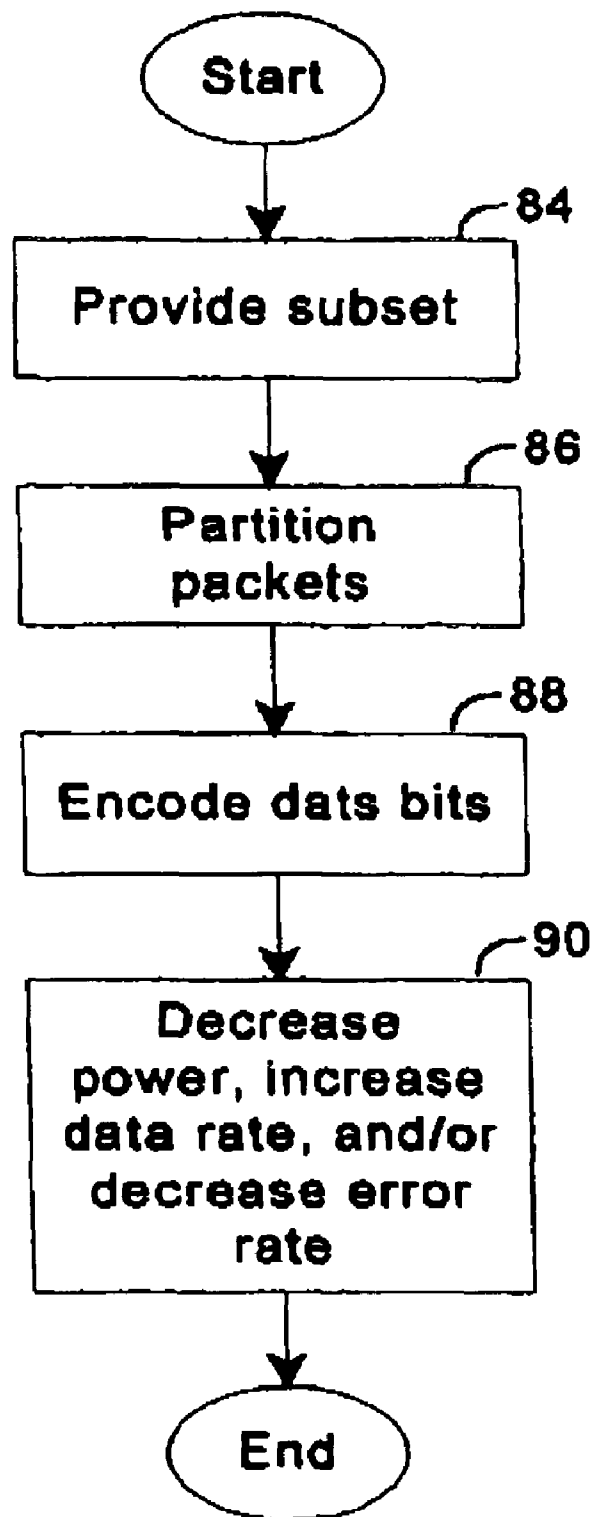 Start
84
Provide subset
86
Partition
packets
88
Encode dats bits
90
Decrease
power, increase
data rate, and/or
decrease error
rate
End